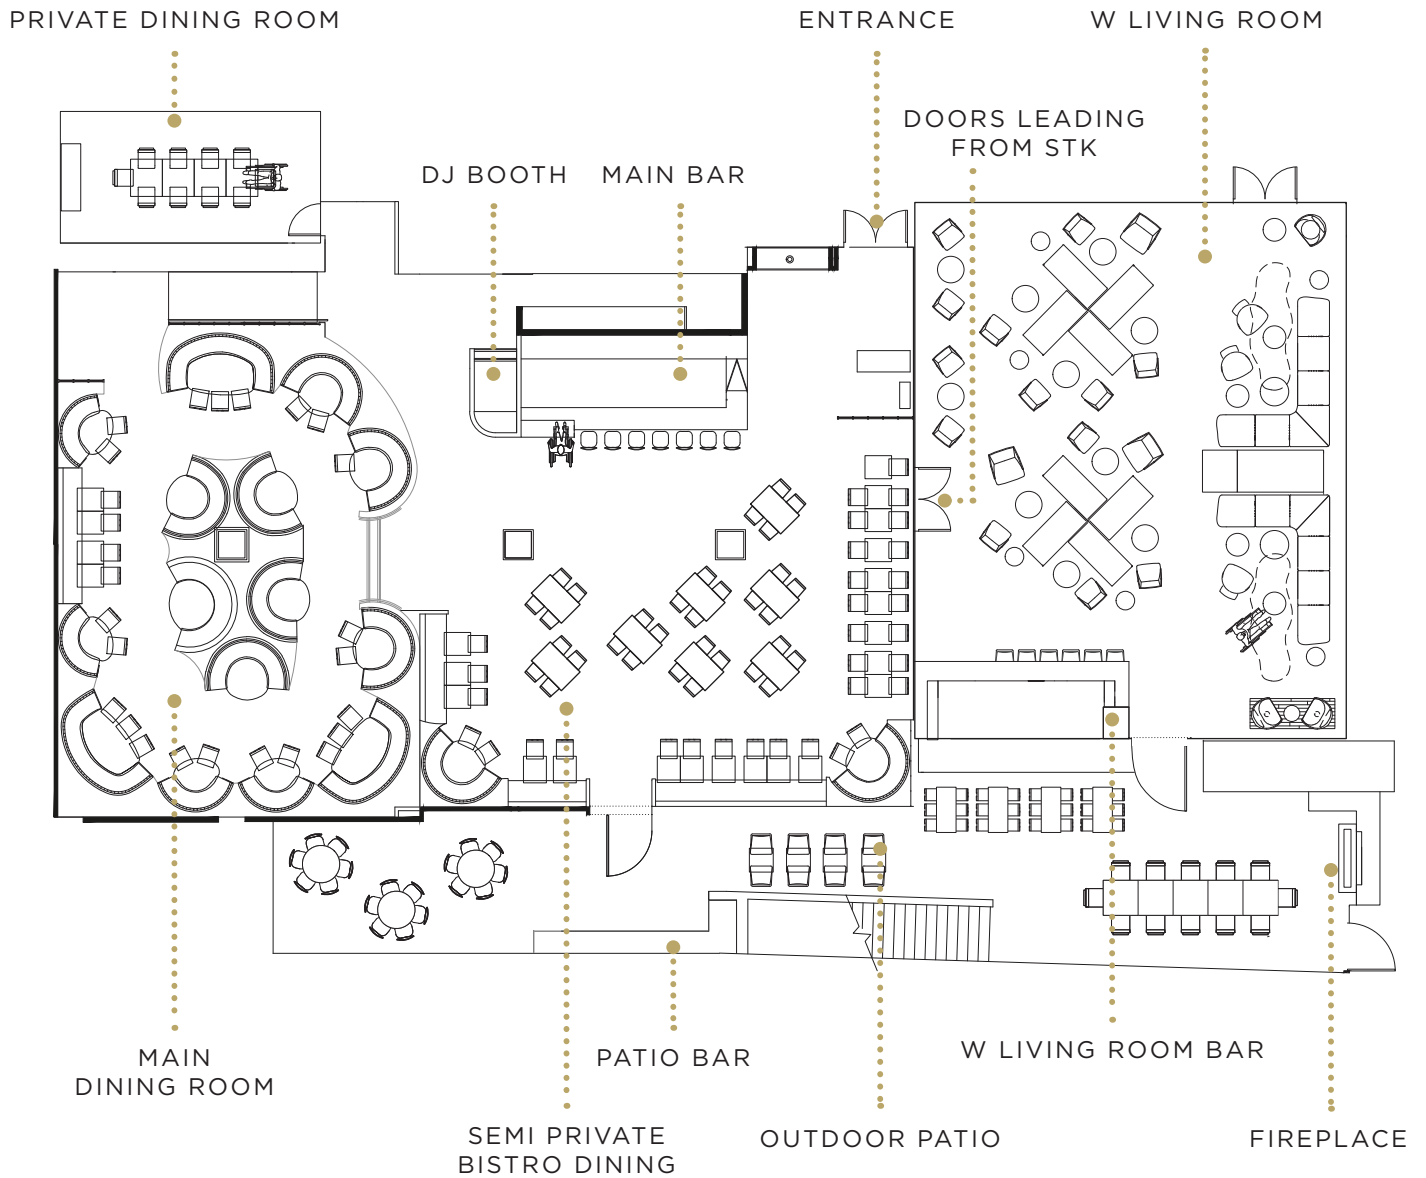 PRIVATE DINING ROOM
ENTRANCE
W LIVING ROOM
DOORS LEADING
FROM STK
DJ BOOTH
MAIN BAR
MAIN
DINING ROOM
PATIO BAR
W LIVING ROOM BAR
SEMI PRIVATE
BISTRO DINING
OUTDOOR PATIO
FIREPLACE